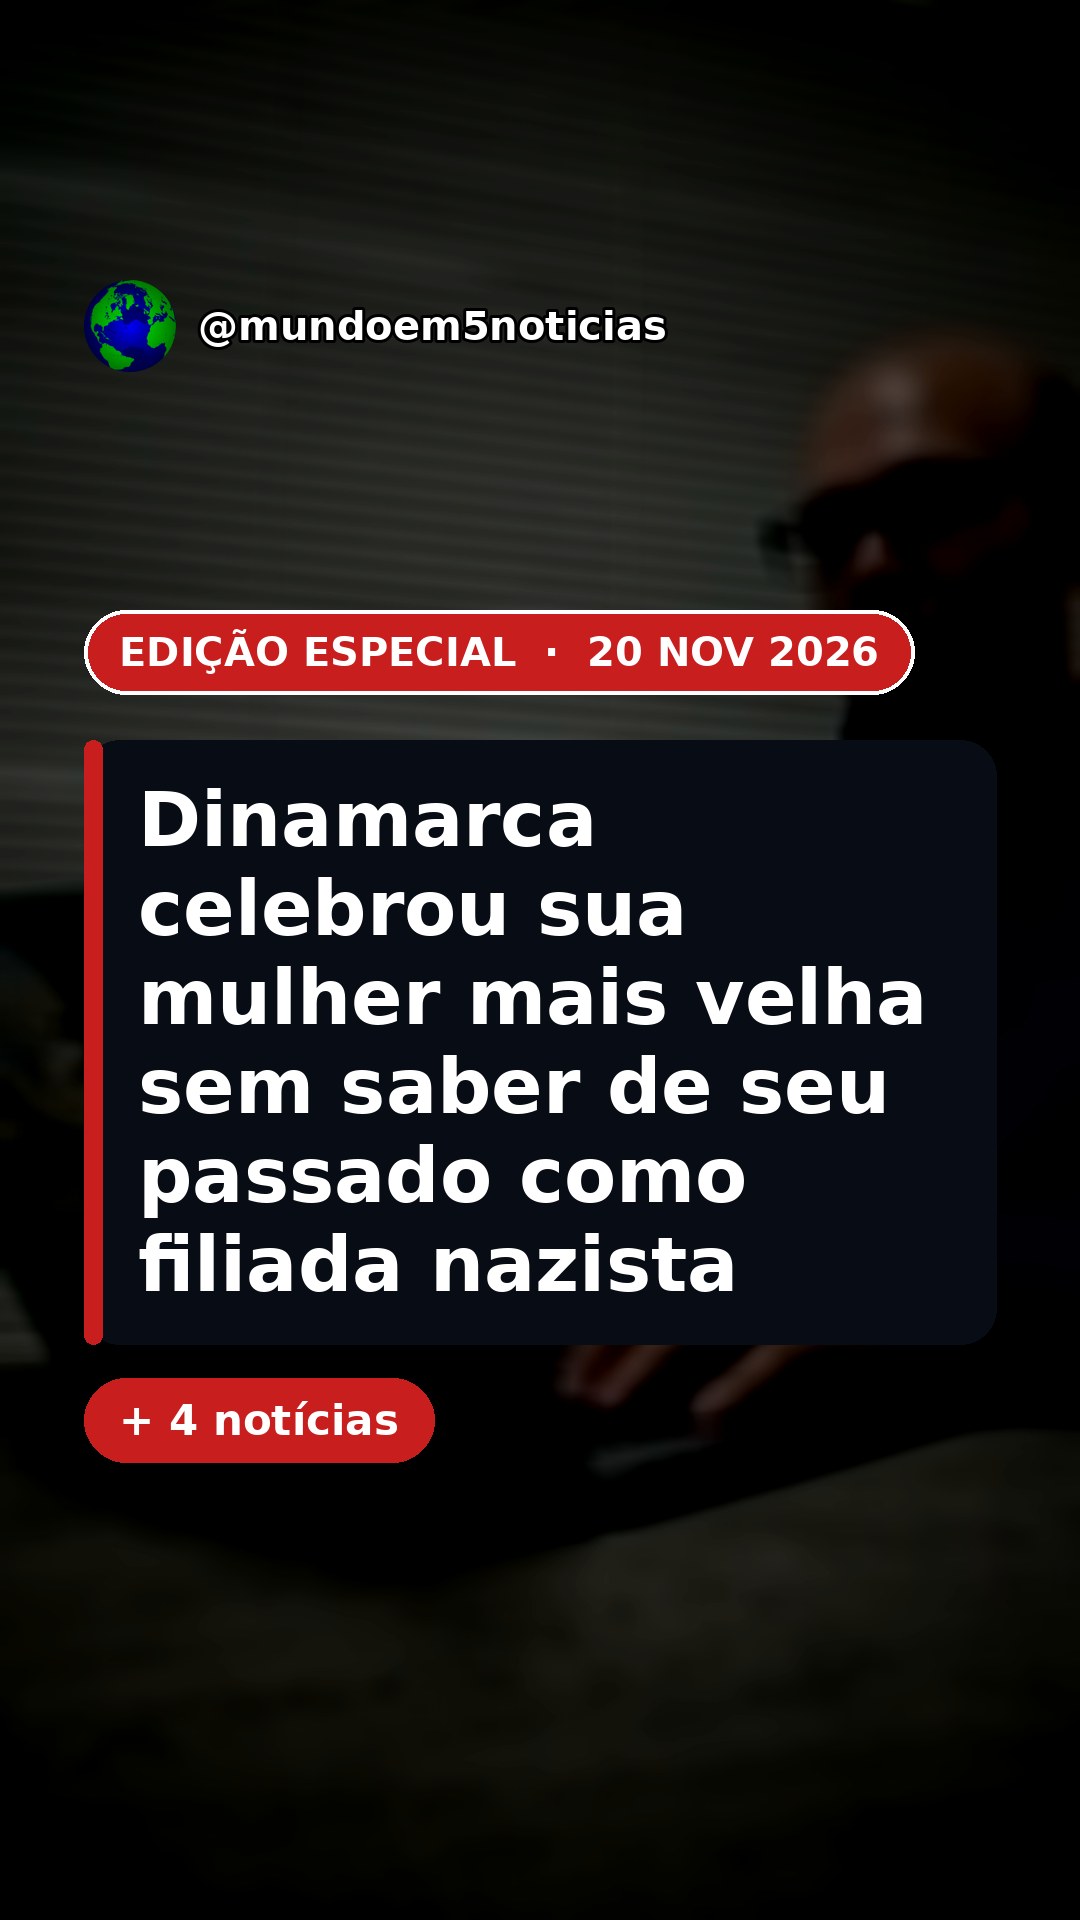 @mundoem5noticias
EDIÇÃO ESPECIAL · 20 NOV 2026
Dinamarca
celebrou sua
mulher mais velha
sem saber de seu
passado como
filiada nazista
+ 4 notícias